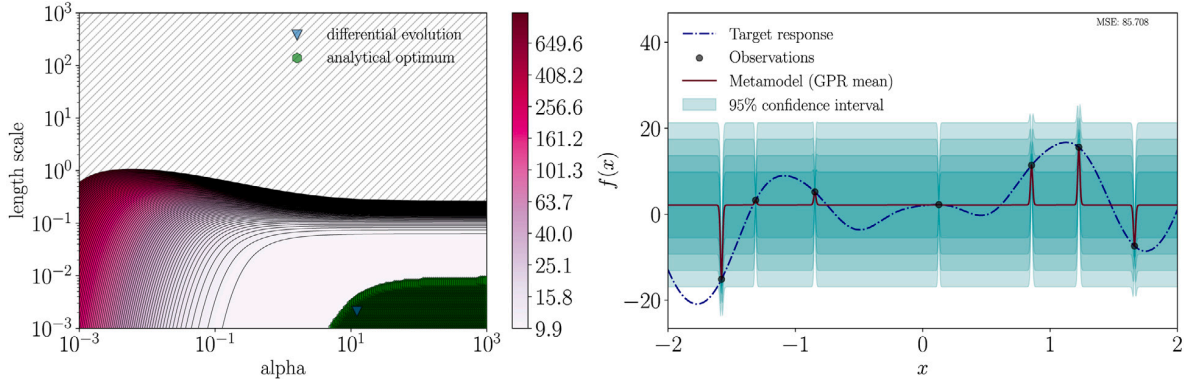 differential evolution
analytical optimum
10^3
10^2
10^1
10^0
10^-1
10^-2
10^-3
length scale
10^-3
10^-1
10^1
10^3
alpha
649.6
408.2
256.6
161.2
101.3
63.7
40.0
25.1
15.8
9.9
MSE: 85.708
Target response
Observations
Metamodel (GPR mean)
95% confidence interval
40
20
0
−20
f(x)
−2
−1
0
1
2
x